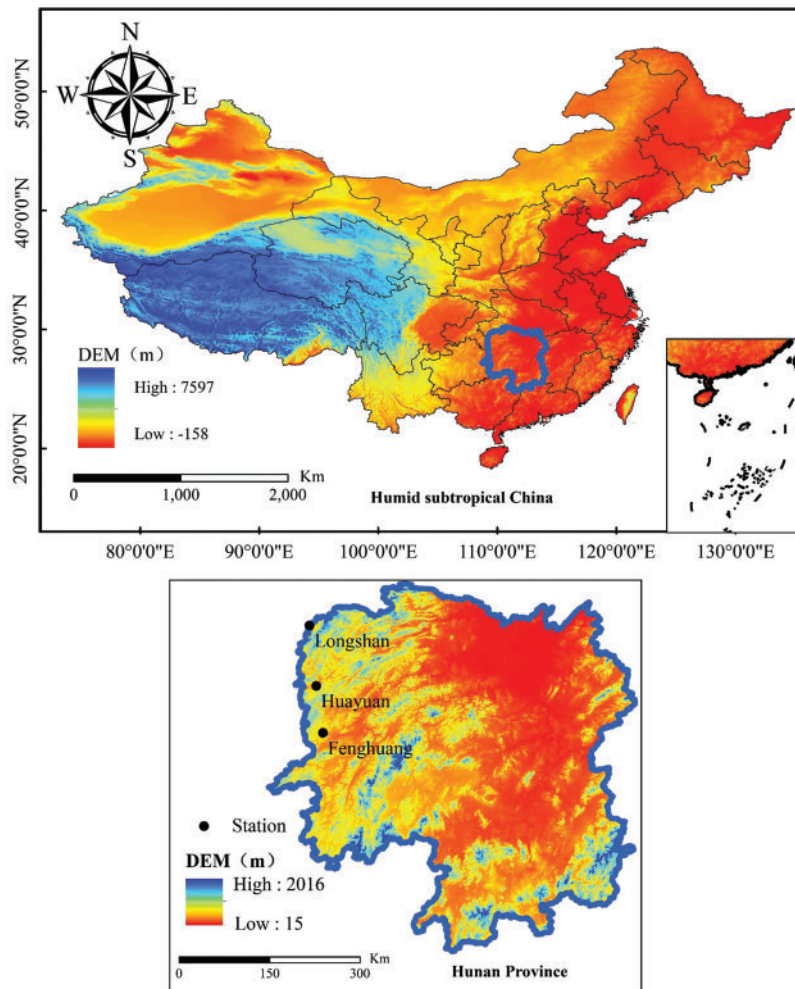 N
W E
S
50°0'0"N
40°0'0"N
30°0'0"N
20°0'0"N
DEM（m）
High : 7597
Low : -158
Km
0 1,000 2,000
Humid subtropical China
80°0'0"E 90°0'0"E 100°0'0"E 110°0'0"E 120°0'0"E 130°0'0"E
Longshan
Huayuan
Fenghuang
Station
DEM（m）
High : 2016
Low : 15
Km
0 150 300
Hunan Province